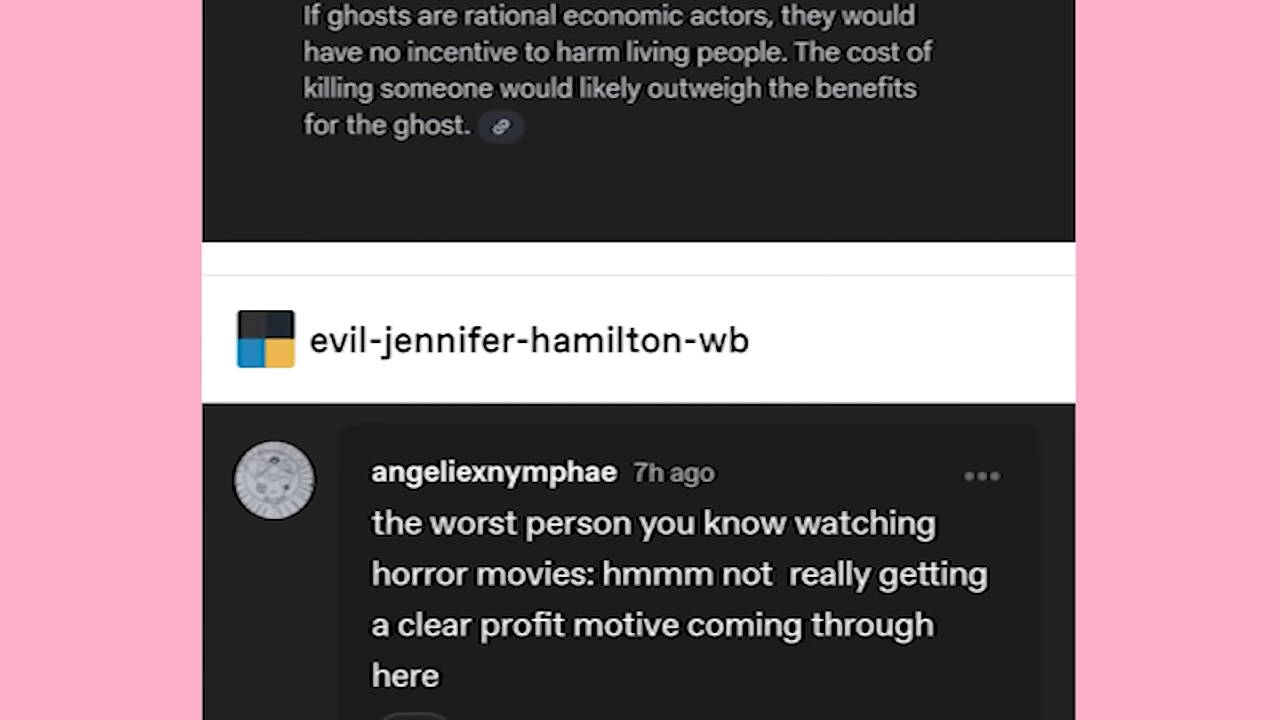 If ghosts are rational economic actors, they would
have no incentive to harm living people. The cost of
killing someone would likely outweigh the benefits
for the ghost.
evil-jennifer-hamilton-wb
angeliexnymphae 7h ago
the worst person you know watching
horror movies: hmmm not  really getting
a clear profit motive coming through
here